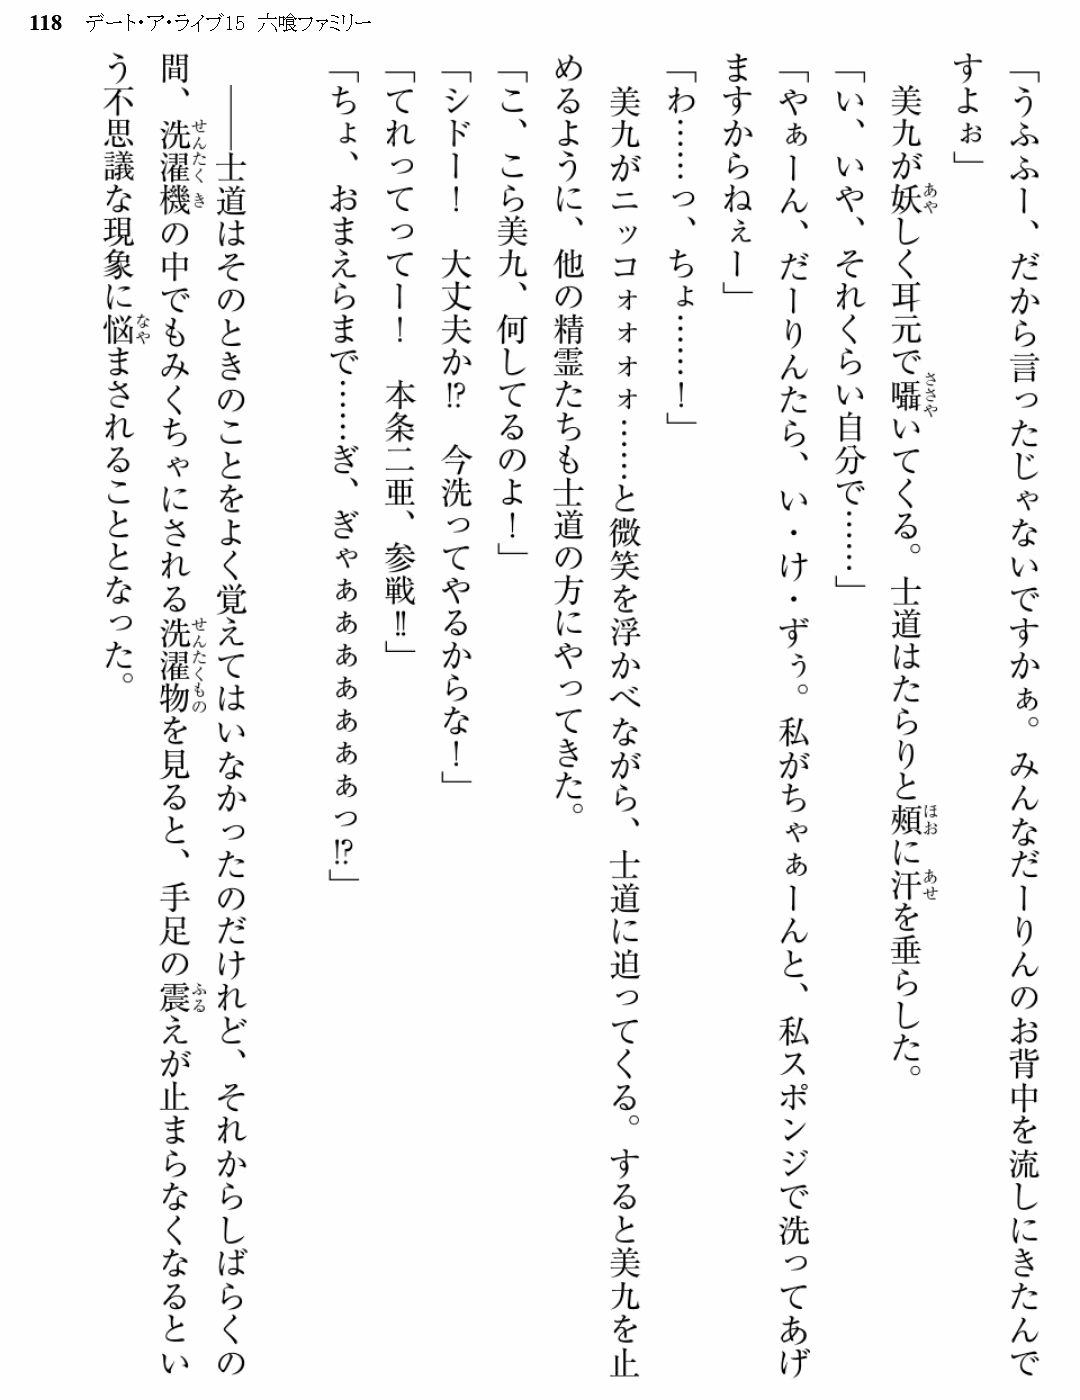 118 デート・ア・ライブ15 六喰ファミリー
「うふふー、だから言ったじゃないですかぁ。みんなだーりんのお背中を流しにきたんで
すよぉ」
　美九が妖しく耳元で囁いてくる。士道はたらりと頰に汗を垂らした。
「い、いや、それくらい自分で……」
「やぁーん、だーりんたら、い・け・ずぅ。私がちゃぁーんと、私スポンジで洗ってあげ
ますからねぇー」
「わ……っ、ちょ……！」
　美九がニッコォォォォ……と微笑を浮かべながら、士道に迫ってくる。すると美九を止
めるように、他の精霊たちも士道の方にやってきた。
「こ、こら美九、何してるのよ！」
「シドー！　大丈夫か⁉　今洗ってやるからな！」
「てれってってー！　本条二亜、参戦‼」
「ちょ、おまえらまで……ぎ、ぎゃぁぁぁぁぁぁぁっ⁉」
　――士道はそのときのことをよく覚えてはいなかったのだけれど、それからしばらくの
間、洗濯機の中でもみくちゃにされる洗濯物を見ると、手足の震えが止まらなくなるとい
う不思議な現象に悩まされることとなった。